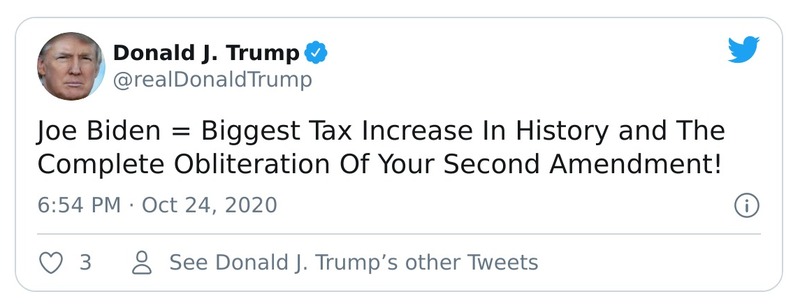 Donald J. Trump
@realDonaldTrump
Joe Biden = Biggest Tax Increase In History and The
Complete Obliteration Of Your Second Amendment!
6:54 PM · Oct 24, 2020
3 See Donald J. Trump’s other Tweets